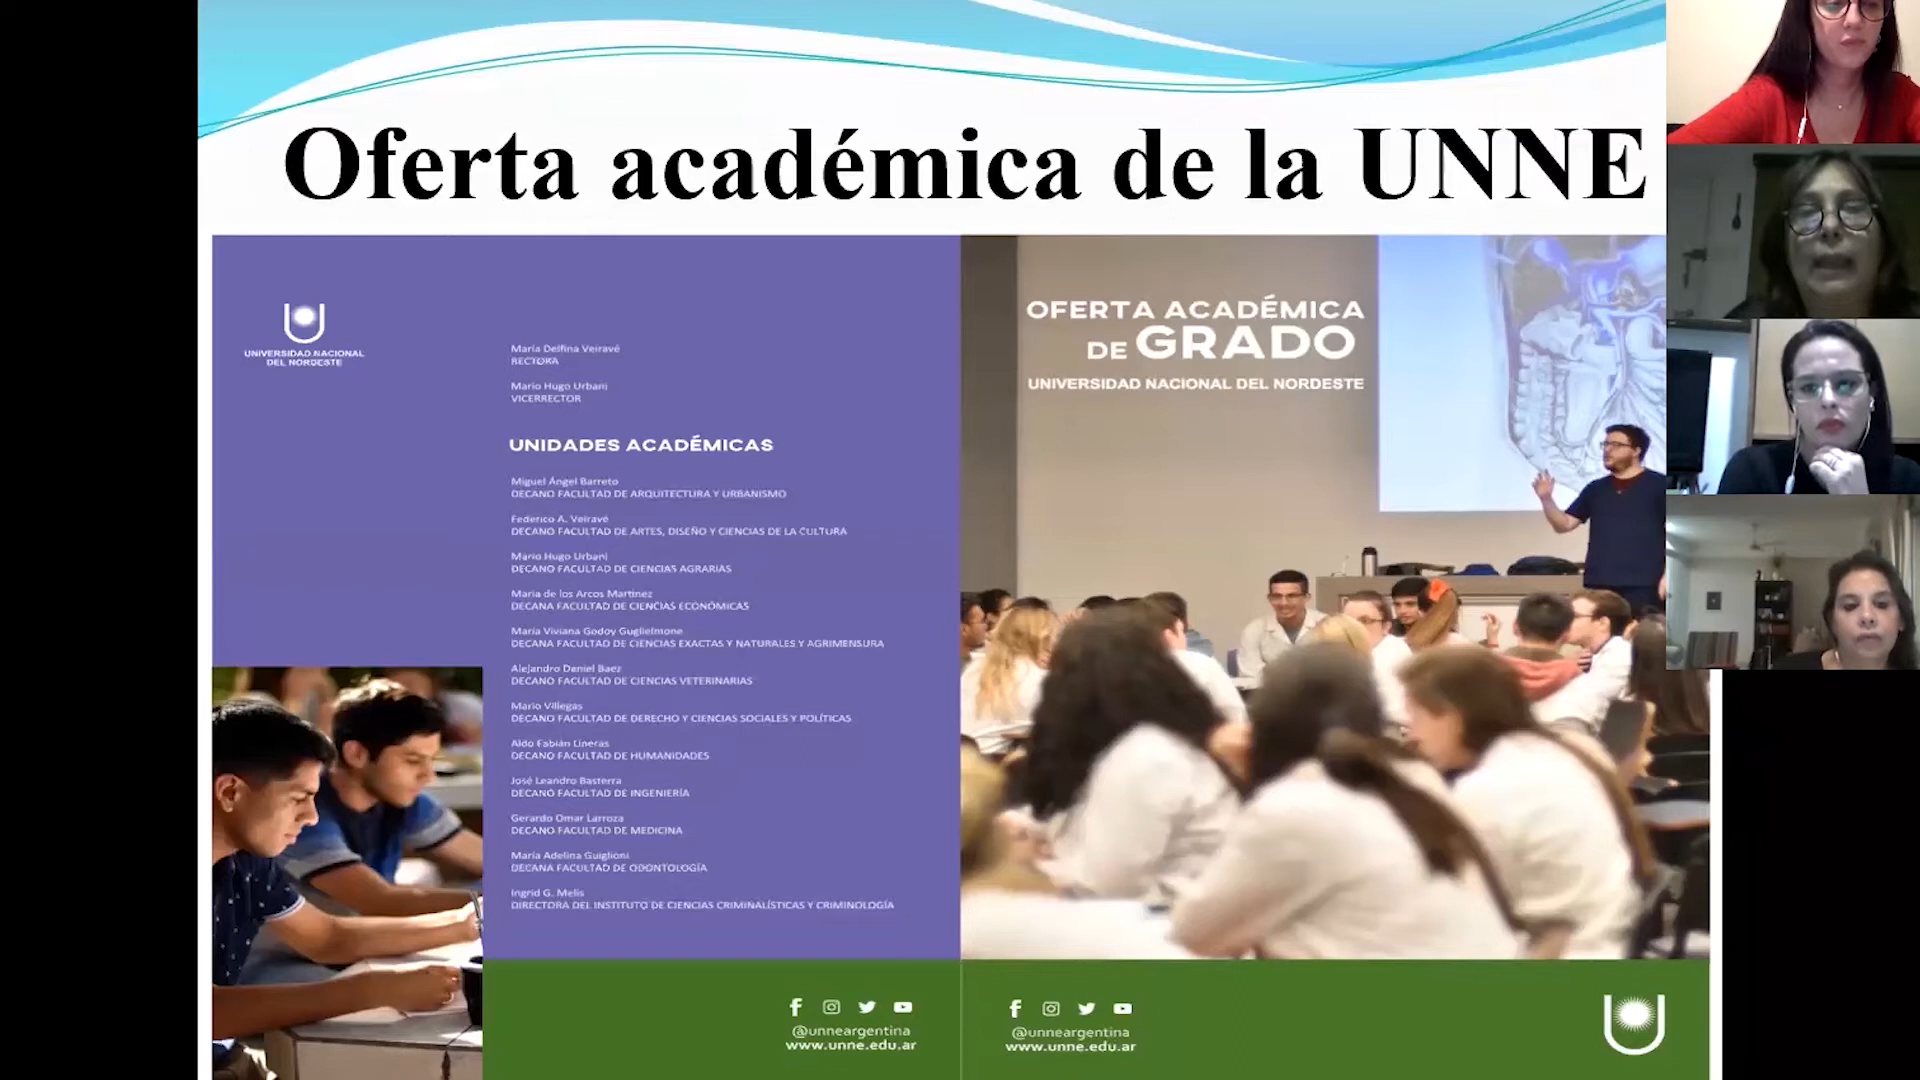 Oferta académica de la UNNE
UNIVERSIDAD NACIONAL
DEL NORDESTE
María Delfina Veiravé
RECTORA
Mario Hugo Urbani
VICERRECTOR
UNIDADES ACADÉMICAS
Miguel Ángel Barreto
DECANO FACULTAD DE ARQUITECTURA Y URBANISMO
Federico A. Veiravé
DECANO FACULTAD DE ARTES, DISEÑO Y CIENCIAS DE LA CULTURA
Mario Hugo Urbani
DECANO FACULTAD DE CIENCIAS AGRARIAS
María de los Arcos Martínez
DECANA FACULTAD DE CIENCIAS ECONÓMICAS
María Viviana Godoy Guglielmone
DECANA FACULTAD DE CIENCIAS EXACTAS Y NATURALES Y AGRIMENSURA
Alejandro Daniel Baez
DECANO FACULTAD DE CIENCIAS VETERINARIAS
Mario Villegas
DECANO FACULTAD DE DERECHO Y CIENCIAS SOCIALES Y POLÍTICAS
Aldo Fabián Lineras
DECANO FACULTAD DE HUMANIDADES
José Leandro Basterra
DECANO FACULTAD DE INGENIERÍA
Gerardo Omar Larroza
DECANO FACULTAD DE MEDICINA
María Adelina Guiglioni
DECANA FACULTAD DE ODONTOLOGÍA
Ingrid G. Melis
DIRECTORA DEL INSTITUTO DE CIENCIAS CRIMINALÍSTICAS Y CRIMINOLOGÍA
@unneargentina
www.unne.edu.ar
OFERTA ACADÉMICA
DE GRADO
UNIVERSIDAD NACIONAL DEL NORDESTE
@unneargentina
www.unne.edu.ar